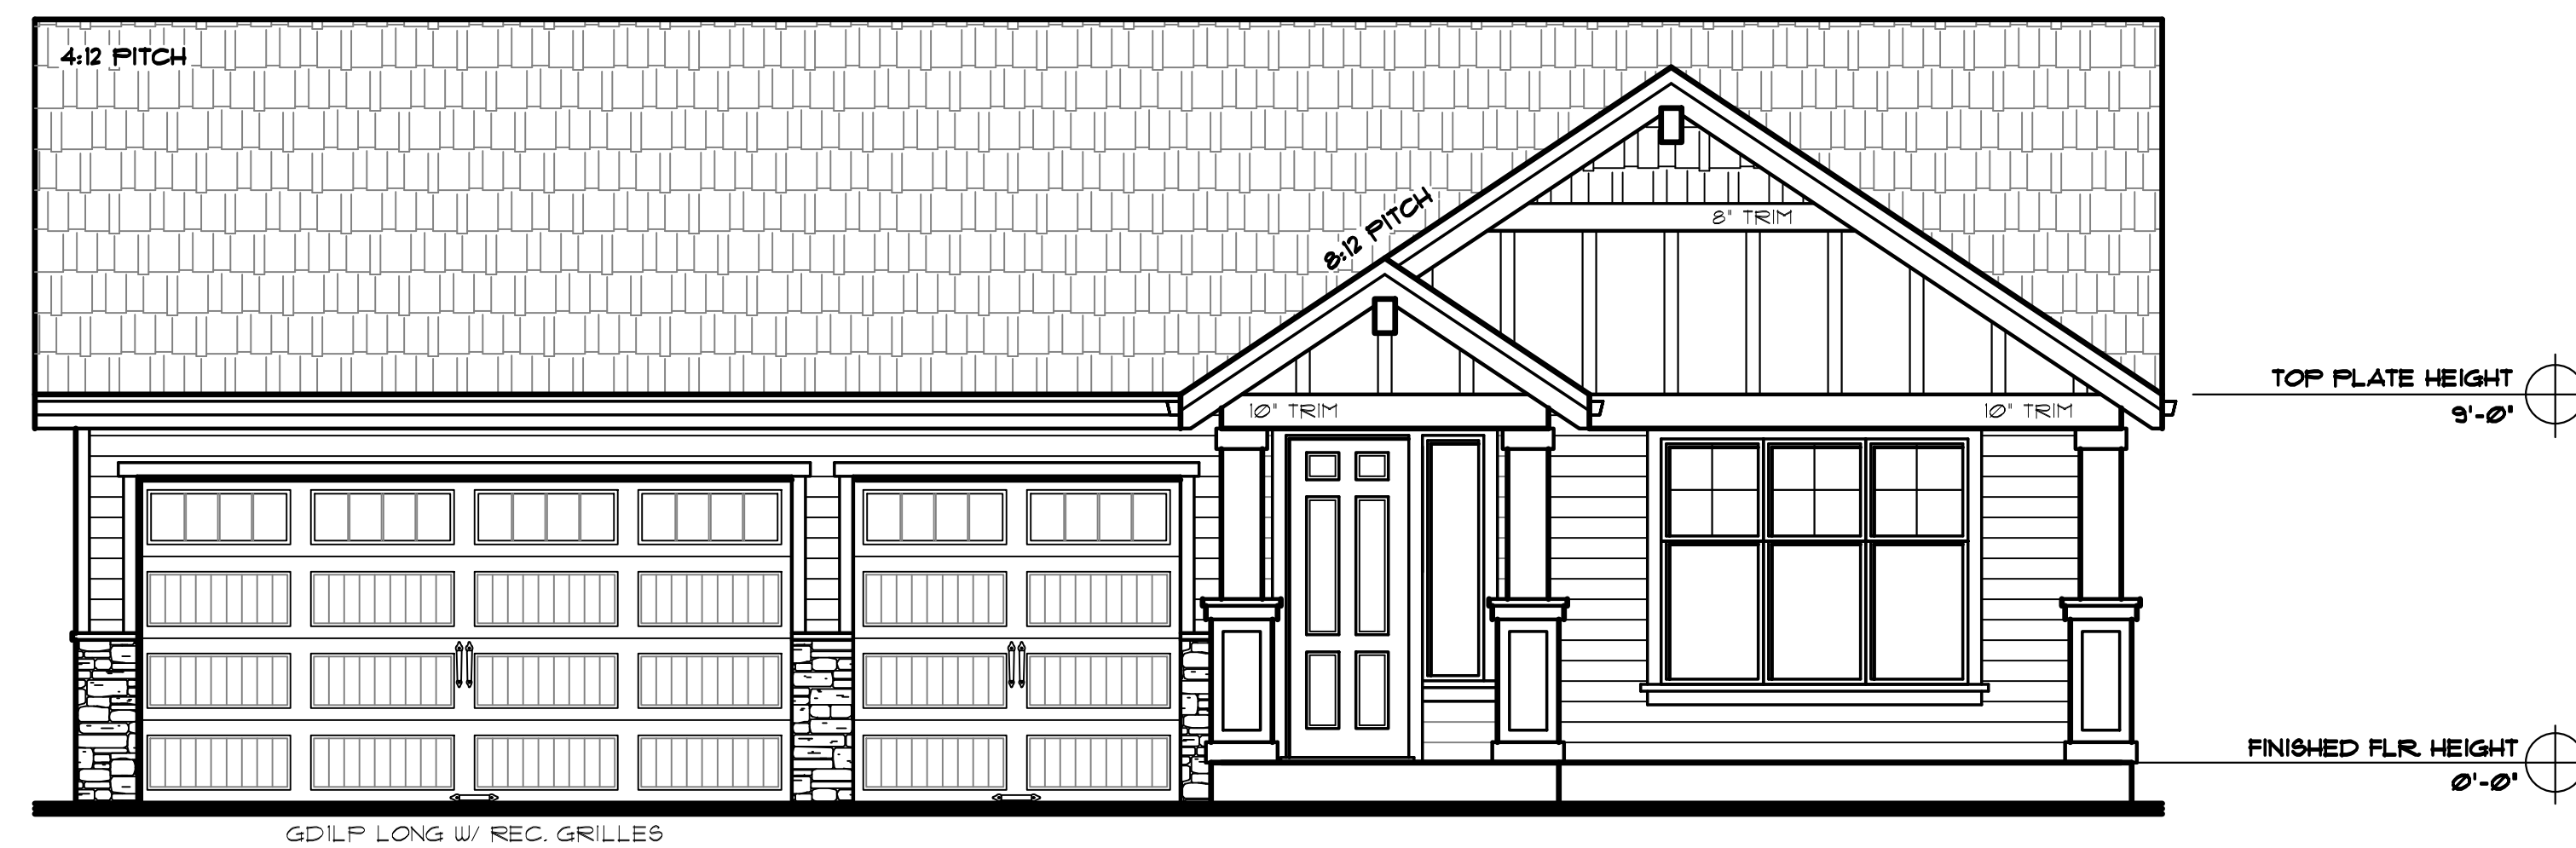 4:12 PITCH
8:12 PITCH
8" TRIM
10" TRIM
10" TRIM
TOP PLATE HEIGHT
9'-0"
FINISHED FLR HEIGHT
0'-0"
GD1LP LONG W/ REC. GRILLES